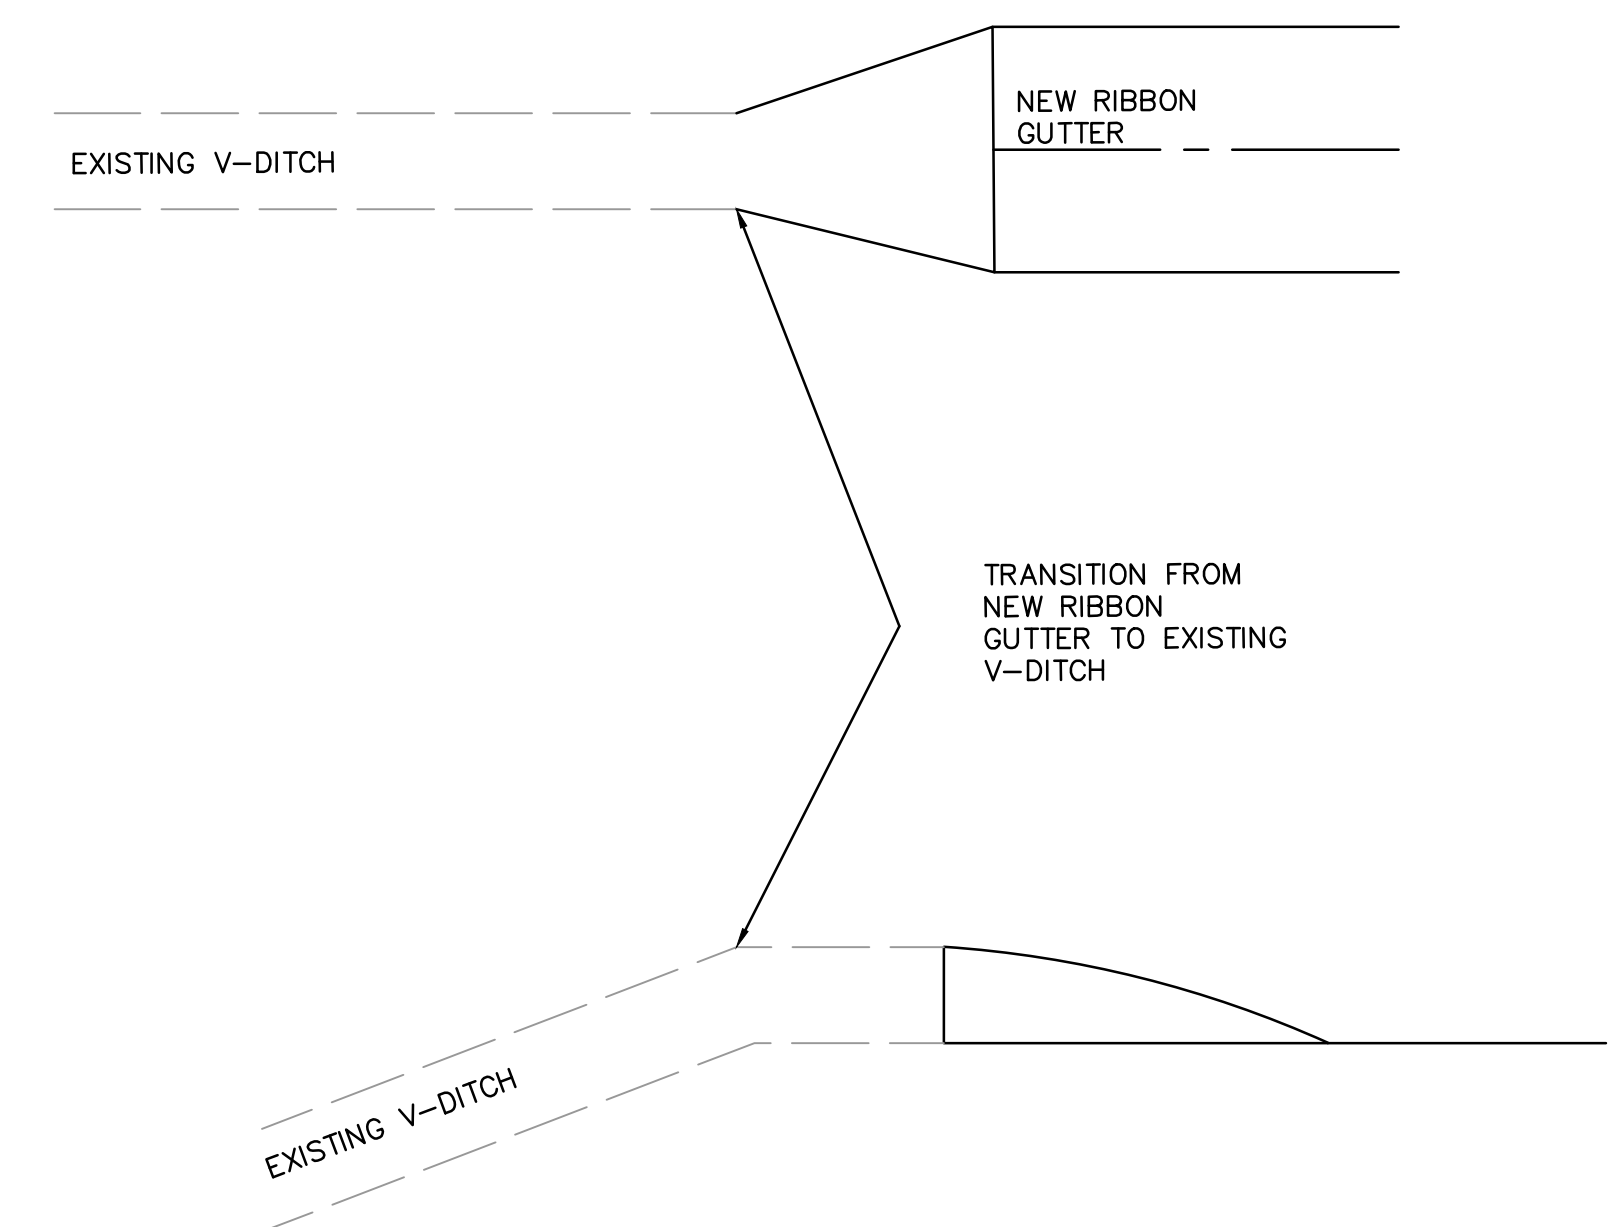 EXISTING V-DITCH
NEW RIBBON
GUTTER
TRANSITION FROM
NEW RIBBON
GUTTER TO EXISTING
V-DITCH
EXISTING V-DITCH